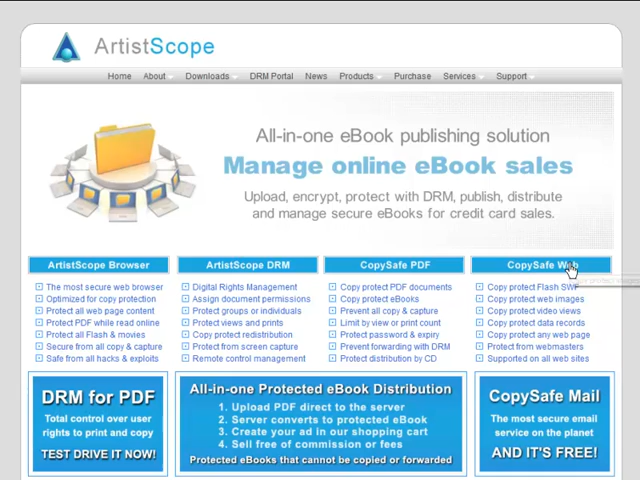 ArtistScope
Home About Downloads DRM Portal News Products Purchase Services Support
All-in-one eBook publishing solution
Manage online eBook sales
Upload, encrypt, protect with DRM, publish, distribute
and manage secure eBooks for credit card sales.
ArtistScope Browser
The most secure web browser
Optimized for copy protection
Protect all web page content
Protect PDF while read online
Protect all Flash & movies
Secure from all copy & capture
Safe from all hacks & exploits
ArtistScope DRM
Digital Rights Management
Assign document permissions
Protect groups or individuals
Protect views and prints
Copy protect redistribution
Protect from screen capture
Remote control management
CopySafe PDF
Copy protect PDF documents
Copy protect eBooks
Prevent all copy & capture
Limit by view or print count
Protect password & expiry
Prevent forwarding with DRM
Protect distribution by CD
CopySafe Web
Copy protect Flash SWF
Copy protect web images
Copy protect video views
Copy protect data records
Copy protect any web page
Protect from webmasters
Supported on all web sites
DRM for PDF
Total control over user
rights to print and copy
TEST DRIVE IT NOW!
All-in-one Protected eBook Distribution
1. Upload PDF direct to the server
2. Server converts to protected eBook
3. Create your ad in our shopping cart
4. Sell free of commission or fees
Protected eBooks that cannot be copied or forwarded
CopySafe Mail
The most secure email
service on the planet
AND IT'S FREE!